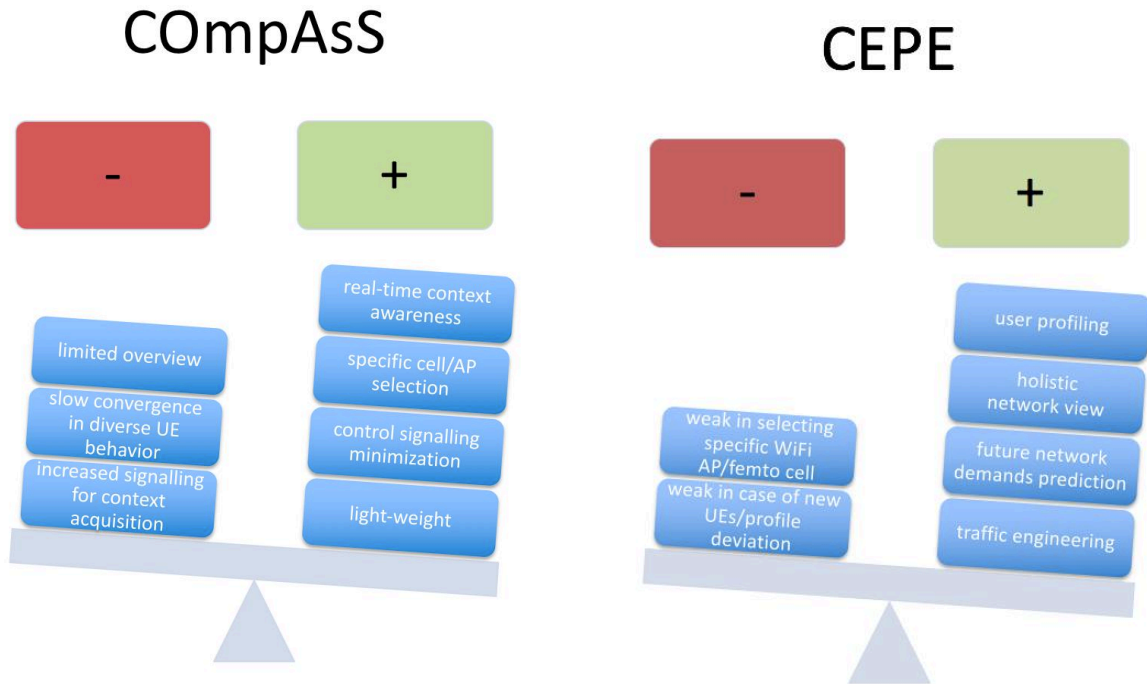 COmpAsS
-
+
limited overview
slow convergence
in diverse UE
behavior
increased signalling
for context
acquisition
real-time context
awareness
specific cell/AP
selection
control signalling
minimization
light-weight
CEPE
-
+
weak in selecting
specific WiFi
AP/femto cell
weak in case of new
UEs/profile
deviation
user profiling
holistic
network view
future network
demands prediction
traffic engineering